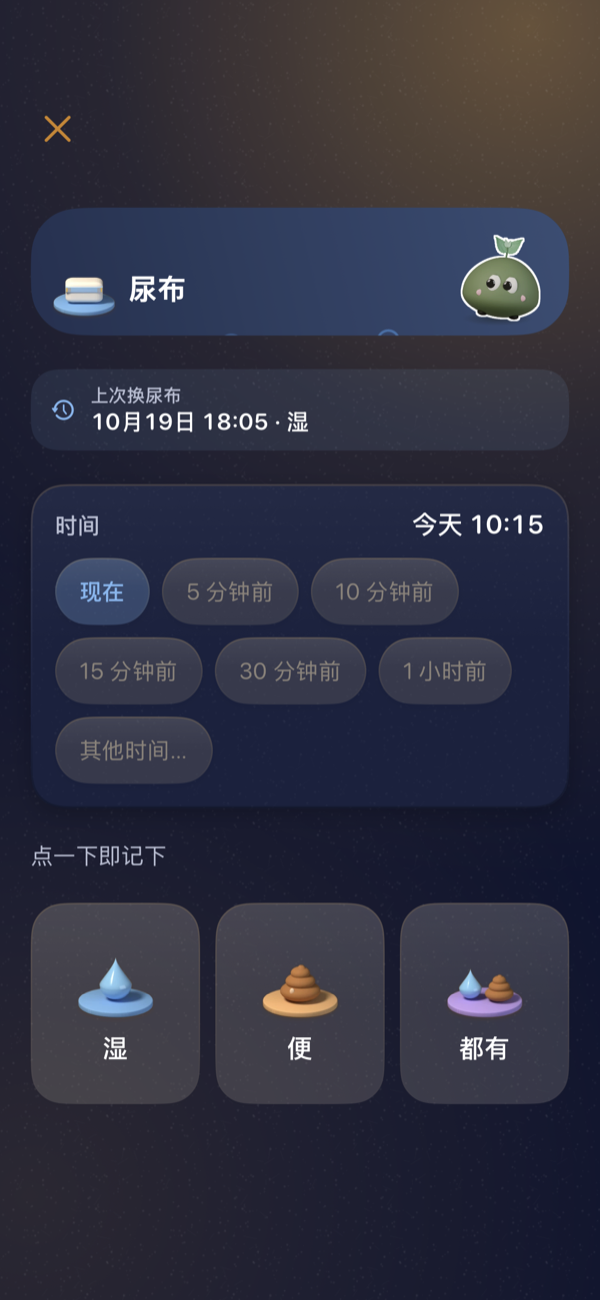 尿布
上次换尿布
10月19日 18:05 · 湿
时间
今天 10:15
现在
5 分钟前
10 分钟前
15 分钟前
30 分钟前
1 小时前
其他时间...
点一下即记下
湿
便
都有